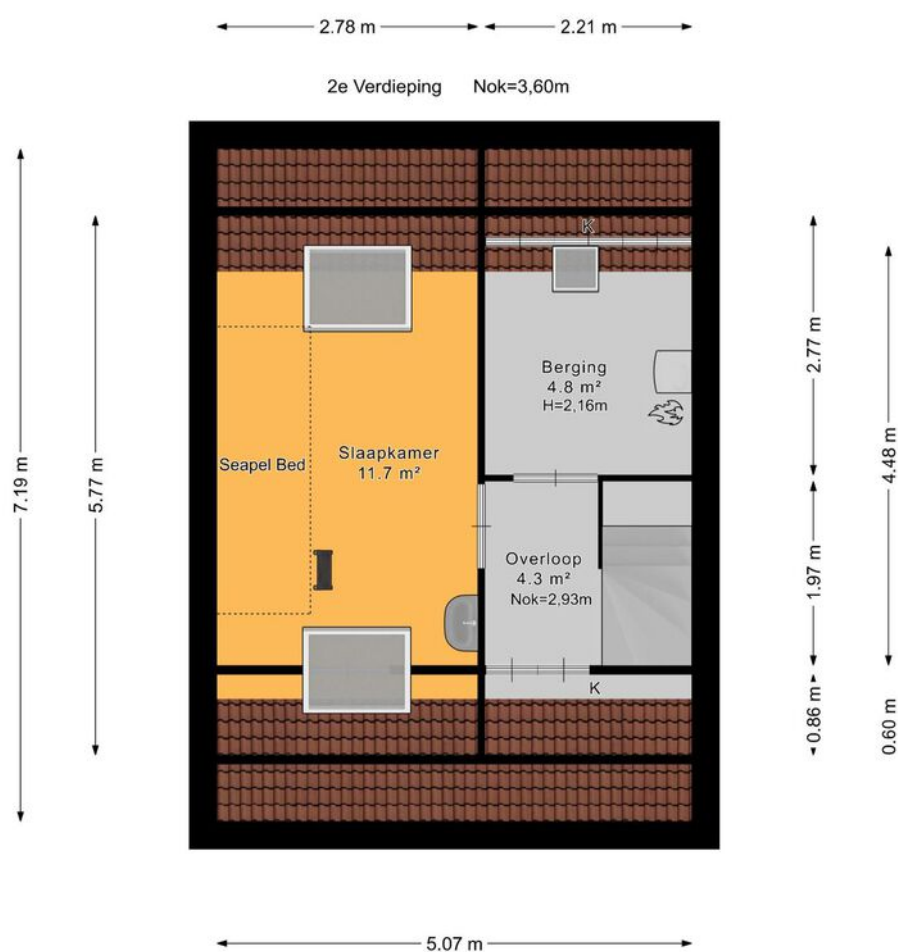 2.78 m
2.21 m
2e Verdieping Nok=3,60m
K
7.19 m
5.77 m
2.77 m
4.48 m
Berging
4.8 m²
H=2,16m
Slaapkamer
11.7 m²
Seapel Bed
Overloop
4.3 m²
Nok=2,93m
1.97 m
K
0.86 m
0.60 m
5.07 m